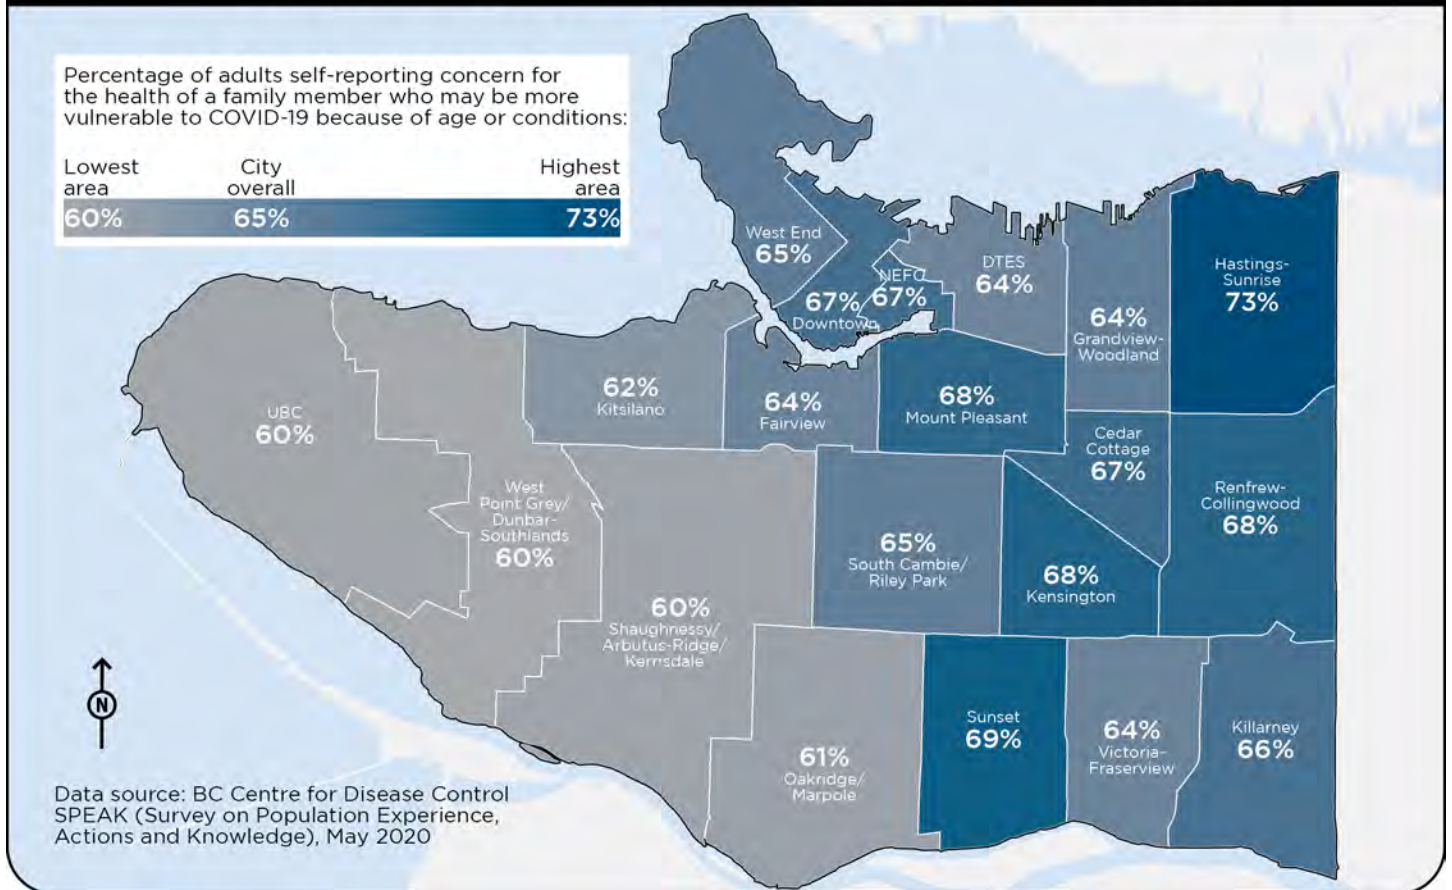 Percentage of adults self-reporting concern for
the health of a family member who may be more
vulnerable to COVID-19 because of age or conditions:
Lowest
area
City
overall
Highest
area
60%
65%
73%
West End
65%
67%
Downtown
NEFC
67%
DTES
64%
64%
Grandview-
Woodland
Hastings-
Sunrise
73%
UBC
60%
62%
Kitsilano
64%
Fairview
68%
Mount Pleasant
Cedar
Cottage
67%
Renfrew-
Collingwood
68%
West
Point Grey/
Dunbar-
Southlands
60%
60%
Shaughnessy/
Arbutus-Ridge/
Kerrisdale
65%
South Cambie/
Riley Park
68%
Kensington
61%
Oakridge/
Marpole
Sunset
69%
64%
Victoria-
Fraserview
Killarney
66%
N
Data source: BC Centre for Disease Control
SPEAK (Survey on Population Experience,
Actions and Knowledge), May 2020